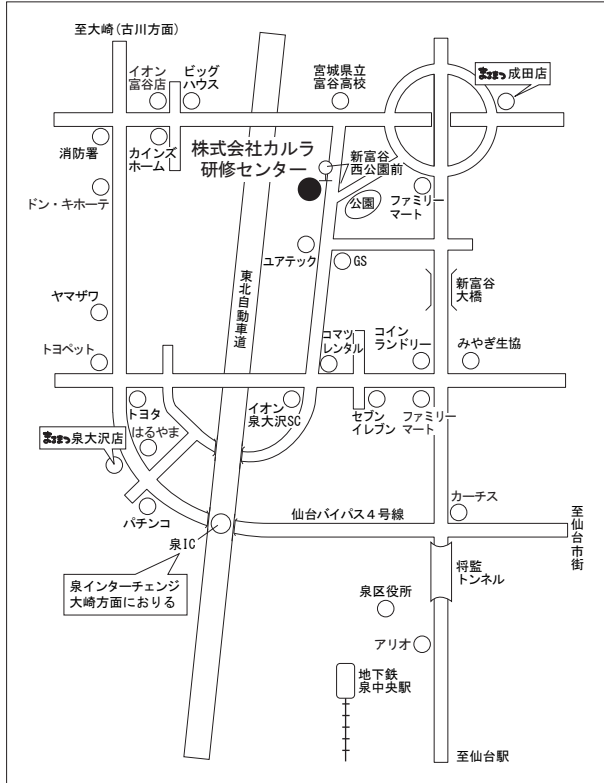 至大崎(古川方面)
イオン
富谷店
ビッグ
ハウス
宮城県立
富谷高校
まるまつ 成田店
消防署
カインズ
ホーム
株式会社カルラ
研修センター
新富谷
西公園前
ドン・キホーテ
公園
ファミリー
マート
ユアテック
GS
東北自動車道
新富谷
大橋
ヤマザワ
トヨペット
コマツ
レンタル
コイン
ランドリー
みやぎ生協
トヨタ
はるやま
イオン
泉大沢SC
セブン
イレブン
ファミリー
マート
まるまつ 泉大沢店
パチンコ
カーチス
仙台バイパス4号線
至仙台市街
泉IC
泉インターチェンジ
大崎方面におりる
将監
トンネル
泉区役所
アリオ
地下鉄
泉中央駅
至仙台駅